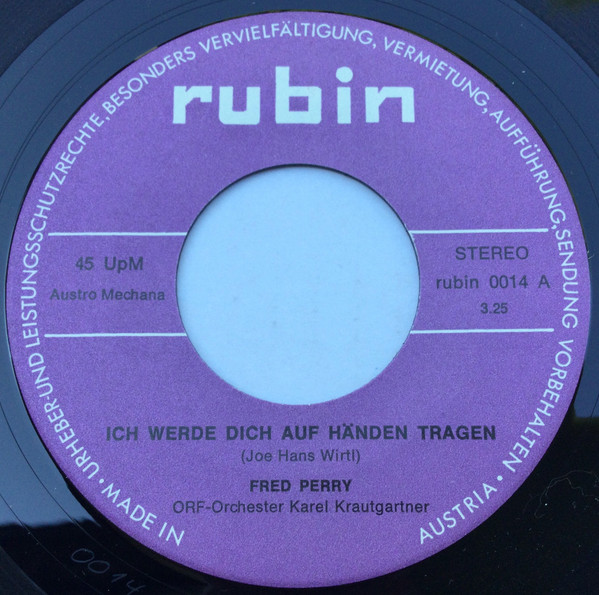 rubin
URHEBER-UND LEISTUNGSSCHUTZRECHTE, BESONDERS VERVIELFÄLTIGUNG, VERMIETUNG, AUFFÜHRUNG, SENDUNG VORBEHALTEN
45 UpM
Austro Mechana
STEREO
rubin 0014 A
3.25
ICH WERDE DICH AUF HÄNDEN TRAGEN
(Joe Hans Wirtl)
FRED PERRY
ORF-Orchester Karel Krautgartner
· MADE IN AUSTRIA ·
0014